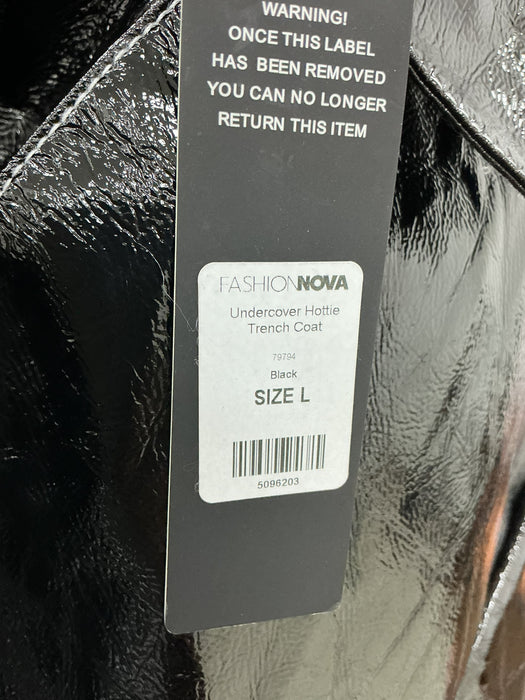 WARNING!
ONCE THIS LABEL
HAS BEEN REMOVED
YOU CAN NO LONGER
RETURN THIS ITEM
FASHIONNOVA
Undercover Hottie
Trench Coat
79794
Black
SIZE L
5096203